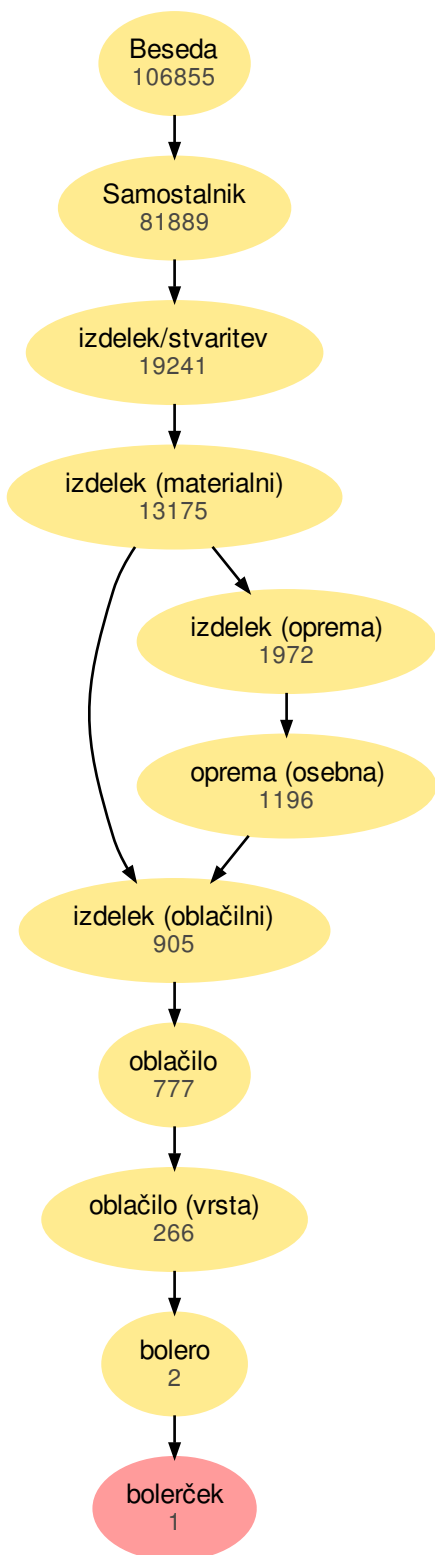 Beseda
106855
Samostalnik
81889
izdelek/stvaritev
19241
izdelek (materialni)
13175
izdelek (oprema)
1972
oprema (osebna)
1196
izdelek (oblačilni)
905
oblačilo
777
oblačilo (vrsta)
266
bolero
2
bolerček
1